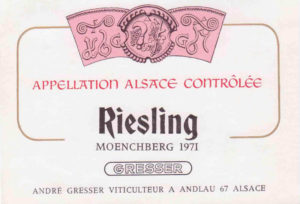 APPELLATION ALSACE CONTRÔLÉE
Riesling
MOENCHBERG 1971
GRESSER
ANDRÉ GRESSER VITICULTEUR A ANDLAU 67 ALSACE